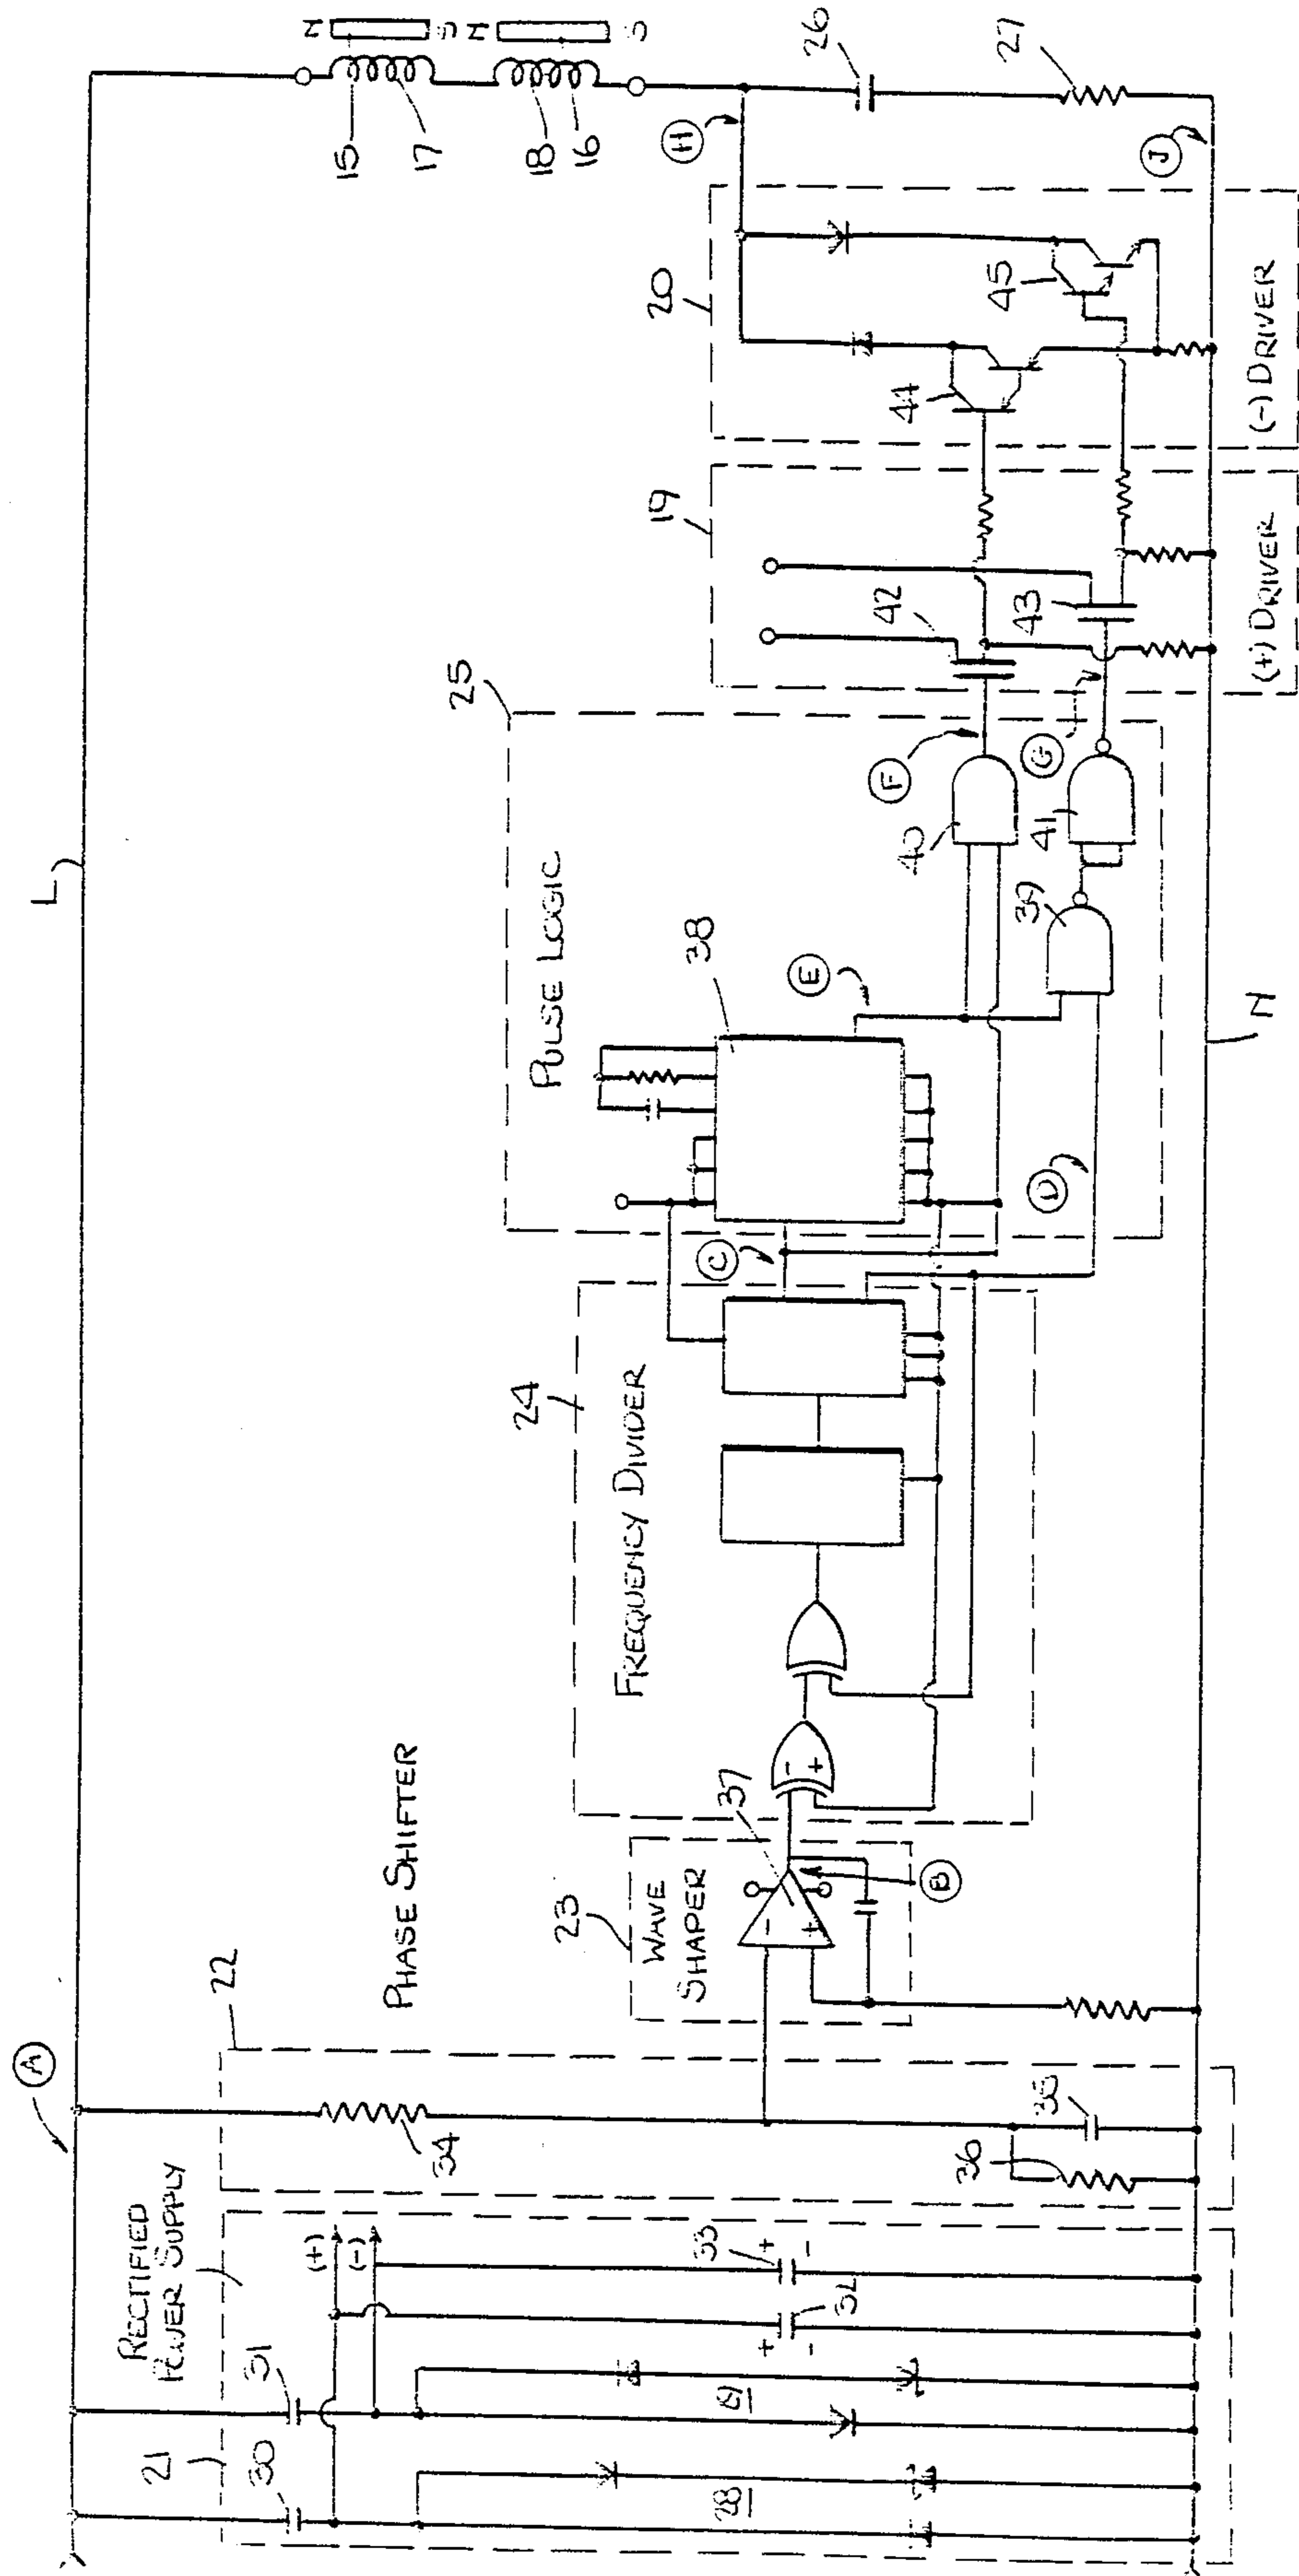 L
A
RECTIFIED
POWER SUPPLY
21
30
31
(+)
(-)
28
19
32
33
+
-
+
-
22
PHASE SHIFTER
34
35
36
23
WAVE
SHAPER
37
-
+
B
24
FREQUENCY DIVIDER
-
+
C
D
25
PULSE LOGIC
38
E
39
40
41
F
G
19
42
43
(+) DRIVER
20
44
45
(-) DRIVER
H
J
N
15
17
18
16
N
S
N
S
26
27